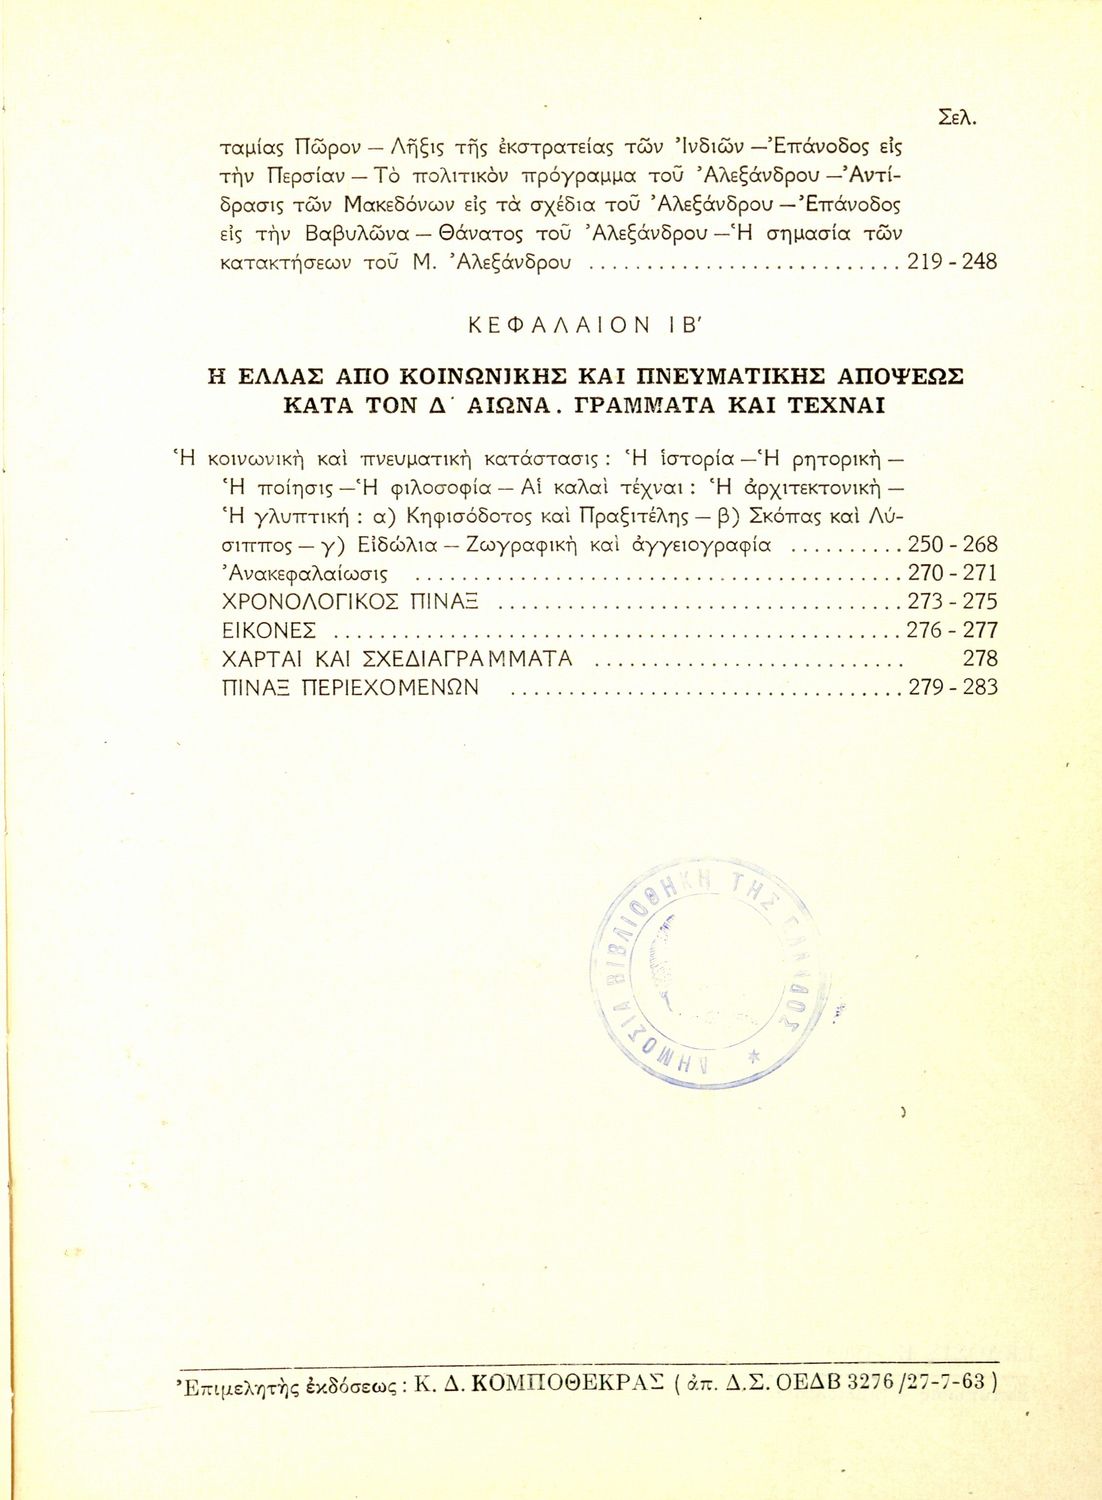 Σελ.
ταμίας Πῶρον — Λῆξις τῆς ἐκστρατείας τῶν Ἰνδιῶν — Ἐπάνοδος εἰς
τὴν Περσίαν — Τὸ πολιτικὸν πρόγραμμα τοῦ Ἀλεξάνδρου — Ἀντί-
δρασις τῶν Μακεδόνων εἰς τὰ σχέδια τοῦ Ἀλεξάνδρου — Ἐπάνοδος
εἰς τὴν Βαβυλῶνα — Θάνατος τοῦ Ἀλεξάνδρου — Ἡ σημασία τῶν
κατακτήσεων τοῦ Μ. Ἀλεξάνδρου ........................... 219 - 248
ΚΕΦΑΛΑΙΟΝ ΙΒ′
Η ΕΛΛΑΣ ΑΠΟ ΚΟΙΝΩΝΙΚΗΣ ΚΑΙ ΠΝΕΥΜΑΤΙΚΗΣ ΑΠΟΨΕΩΣ
ΚΑΤΑ ΤΟΝ Δ΄ ΑΙΩΝΑ. ΓΡΑΜΜΑΤΑ ΚΑΙ ΤΕΧΝΑΙ
Ἡ κοινωνικὴ καὶ πνευματικὴ κατάστασις : Ἡ ἱστορία — Ἡ ρητορικὴ —
Ἡ ποίησις — Ἡ φιλοσοφία — Αἱ καλαὶ τέχναι : Ἡ ἀρχιτεκτονικὴ —
Ἡ γλυπτική : α) Κηφισόδοτος καὶ Πραξιτέλης — β) Σκόπας καὶ Λύ-
σιππος — γ) Εἰδώλια — Ζωγραφικὴ καὶ ἀγγειογραφία .......... 250 - 268
Ἀνακεφαλαίωσις .......................................... 270 - 271
ΧΡΟΝΟΛΟΓΙΚΟΣ ΠΙΝΑΞ ................................... 273 - 275
ΕΙΚΟΝΕΣ ................................................. 276 - 277
ΧΑΡΤΑΙ ΚΑΙ ΣΧΕΔΙΑΓΡΑΜΜΑΤΑ ........................... 278
ΠΙΝΑΞ ΠΕΡΙΕΧΟΜΕΝΩΝ .................................. 279 - 283
ΔΗΜΟΣΙΑ ΒΙΒΛΙΟΘΗΚΗ ΤΗΣ *
Ἐπιμελητὴς ἐκδόσεως : Κ. Δ. ΚΟΜΠΟΘΕΚΡΑΣ ( ἀπ. Δ.Σ. ΟΕΔΒ 3276 /27-7-63 )